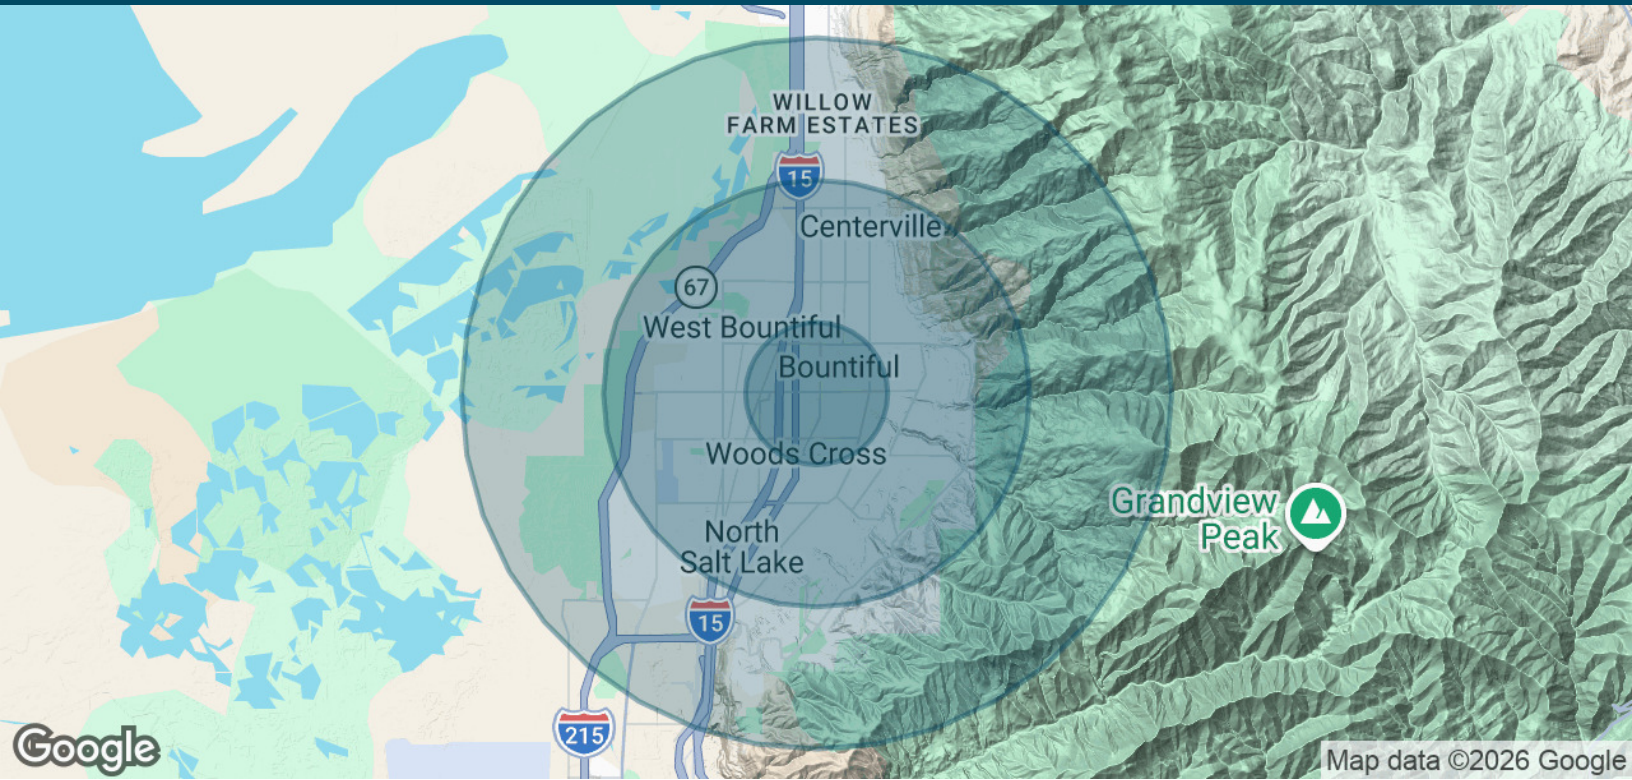 WILLOW
FARM ESTATES
15
Centerville
67
West Bountiful
Bountiful
Woods Cross
Grandview
Peak
North
Salt Lake
15
215
Google
Map data ©2026 Google